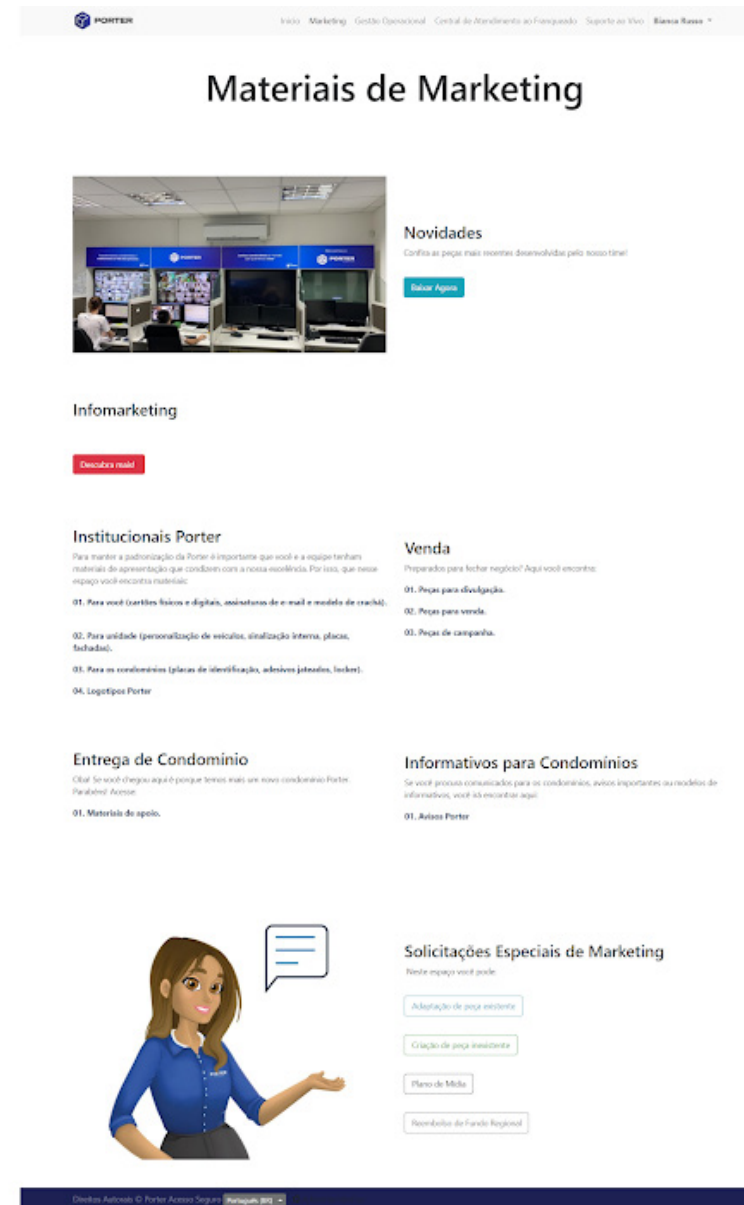 PORTER
Início Marketing Gestão Operacional Central de Atendimento ao Franqueado Suporte ao Vivo Bianca Russo
Materiais de Marketing
PORTER
PORTER
Novidades
Confira as peças mais recentes desenvolvidas pelo nosso time!
Baixar Agora
Infomarketing
Descubra mais!
Institucionais Porter
Para manter a padronização da Porter é importante que você e a equipe tenham
materiais de apresentação que condizem com a nossa excelência. Por isso, que nesse
espaço você encontra materiais:
01. Para você (cartões físicos e digitais, assinaturas de e-mail e modelo de crachá).
02. Para unidade (personalização de veículos, sinalização interna, placas,
fachadas).
03. Para os condomínios (placas de identificação, adesivos jateados, locker).
04. Logotipos Porter
Venda
Preparados para fechar negócio? Aqui você encontra:
01. Peças para divulgação.
02. Peças para venda.
03. Peças de campanha.
Entrega de Condomínio
Oba! Se você chegou aqui é porque temos mais um novo condomínio Porter.
Parabéns! Acesse:
01. Materiais de apoio.
Informativos para Condomínios
Se você procura comunicados para os condomínios, avisos importantes ou modelos de
informativos, você irá encontrar aqui:
01. Avisos Porter
Solicitações Especiais de Marketing
Neste espaço você pode:
Adaptação de peça existente
Criação de peça inexistente
Plano de Mídia
Reembolso de Fundo Regional
Direitos Autorais © Porter Acesso Seguro Português (BR)